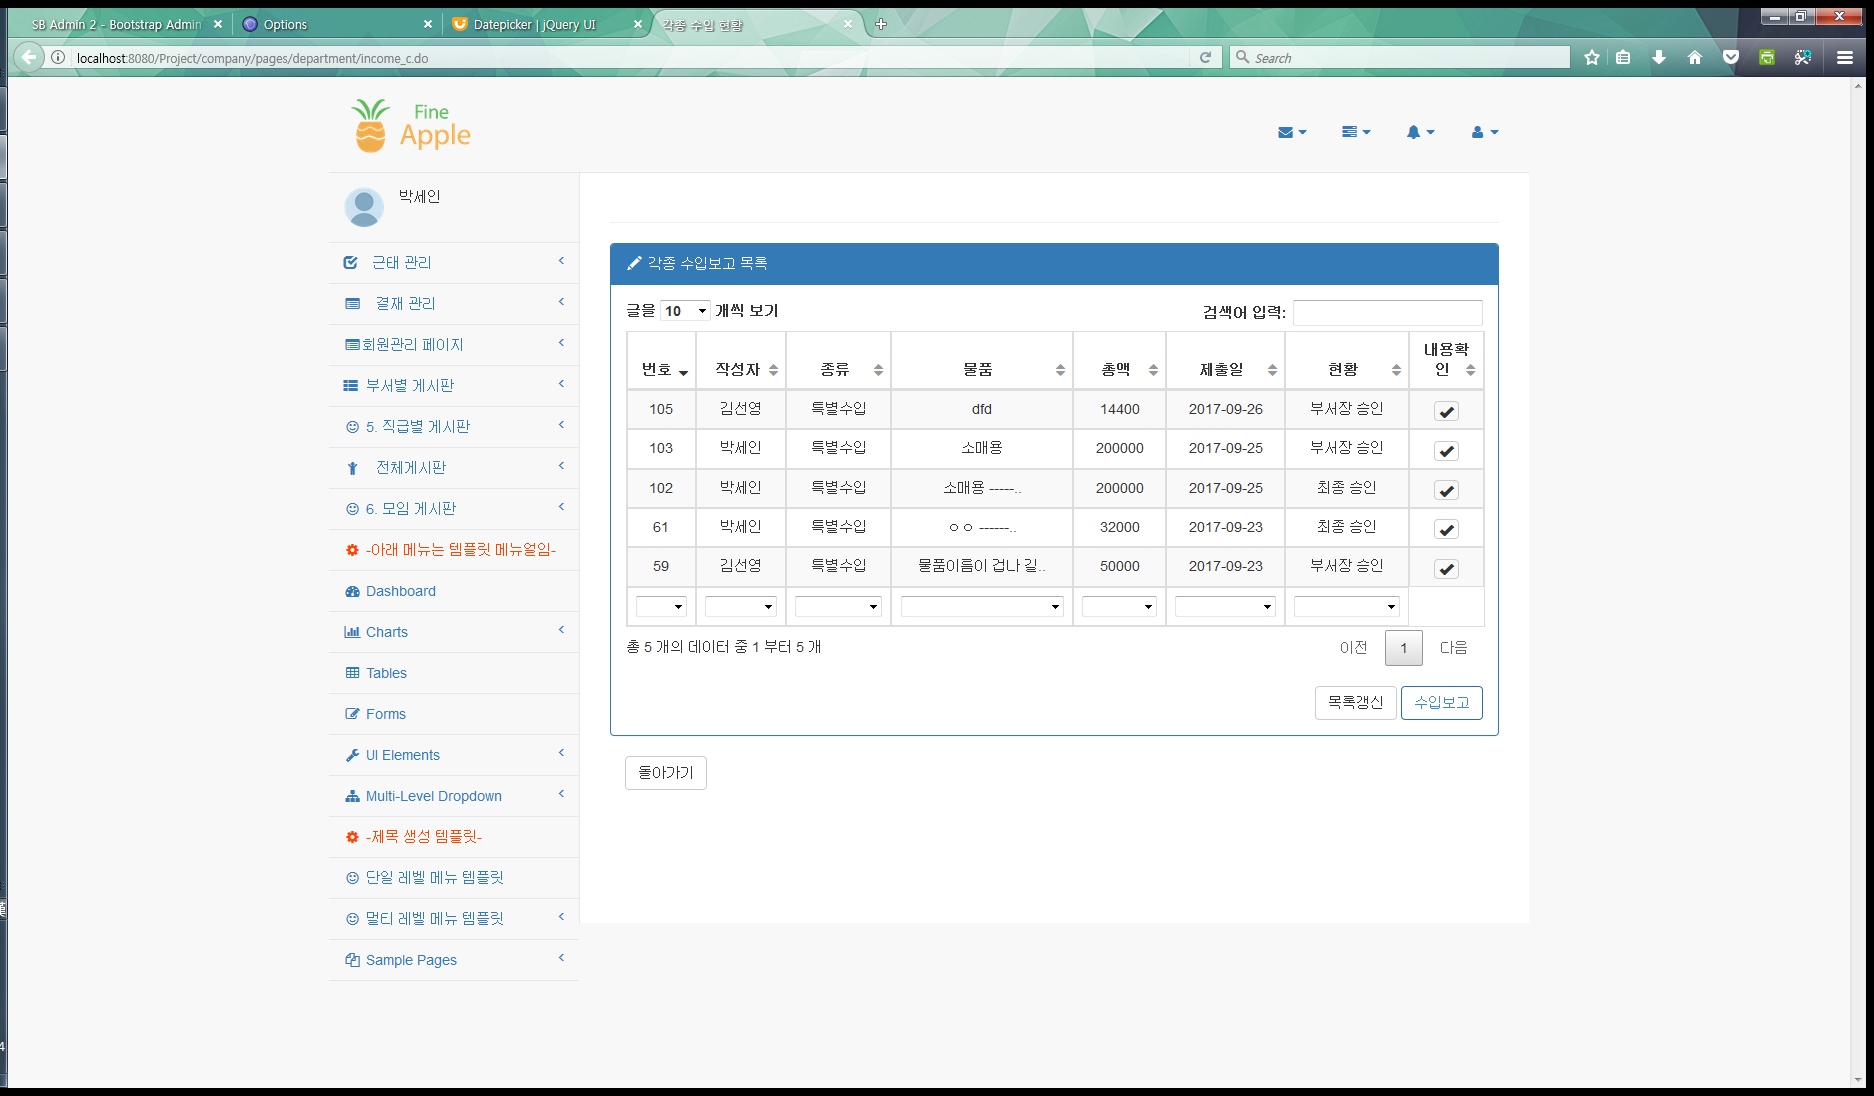 SB Admin 2 - Bootstrap Admin
Options
Datepicker | jQuery UI
각종 수입 현황
localhost:8080/Project/company/pages/department/income_c.do
Search
Fine
Apple
박세인
근태 관리
결재 관리
회원관리 페이지
부서별 게시판
5. 직급별 게시판
전체게시판
6. 모임 게시판
-아래 메뉴는 템플릿 메뉴얼임-
Dashboard
Charts
Tables
Forms
UI Elements
Multi-Level Dropdown
-제목 생성 템플릿-
단일 레벨 메뉴 템플릿
멀티 레벨 메뉴 템플릿
Sample Pages
각종 수입보고 목록
글을 10 개씩 보기
검색어 입력:
번호 작성자 종류 물품 총액 제출일 현황 내용확인
105 김선영 특별수입 dfd 14400 2017-09-26 부서장 승인
103 박세인 특별수입 소매용 200000 2017-09-25 부서장 승인
102 박세인 특별수입 소매용 -----.. 200000 2017-09-25 최종 승인
61 박세인 특별수입 ㅇㅇ ------.. 32000 2017-09-23 최종 승인
59 김선영 특별수입 물품이름이 겁나 길.. 50000 2017-09-23 부서장 승인
총 5 개의 데이터 중 1 부터 5 개
이전 1 다음
목록갱신 수입보고
돌아가기